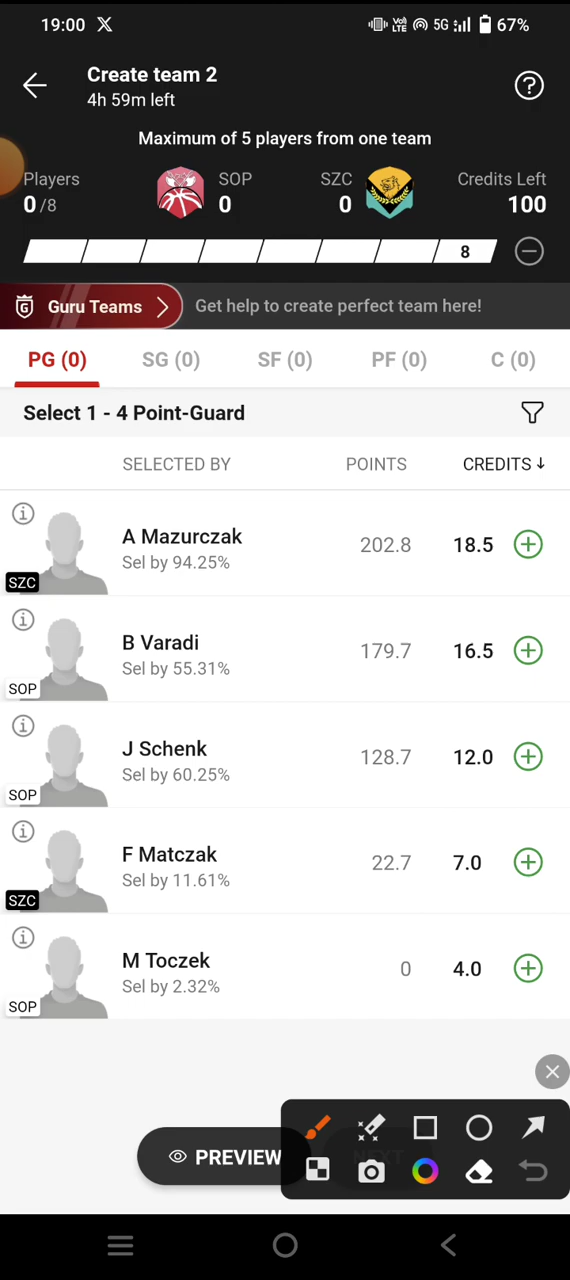 19:00 X Vo) LTE 5G 67%
Create team 2
4h 59m left
Maximum of 5 players from one team
Players SOP SZC Credits Left
0 /8 0 0 100
8
G Guru Teams Get help to create perfect team here!
PG (0) SG (0) SF (0) PF (0) C (0)
Select 1 - 4 Point-Guard
SELECTED BY POINTS CREDITS ↓
A Mazurczak
Sel by 94.25%
202.8 18.5
SZC
B Varadi
Sel by 55.31%
179.7 16.5
SOP
J Schenk
Sel by 60.25%
128.7 12.0
SOP
F Matczak
Sel by 11.61%
22.7 7.0
SZC
M Toczek
Sel by 2.32%
0 4.0
SOP
PREVIEW NEXT